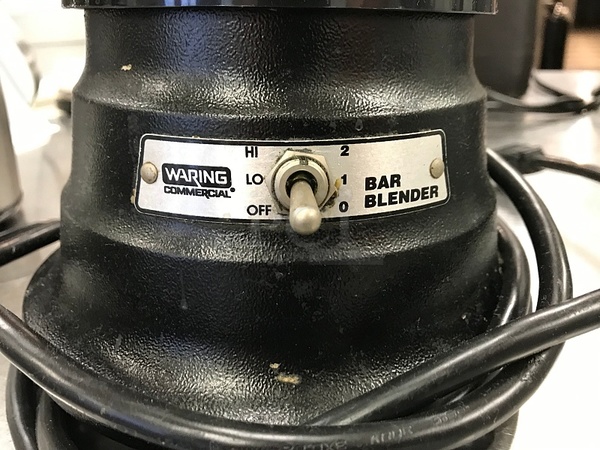 HI 2
WARING
COMMERCIAL®
LO 1
BAR
BLENDER
OFF 0